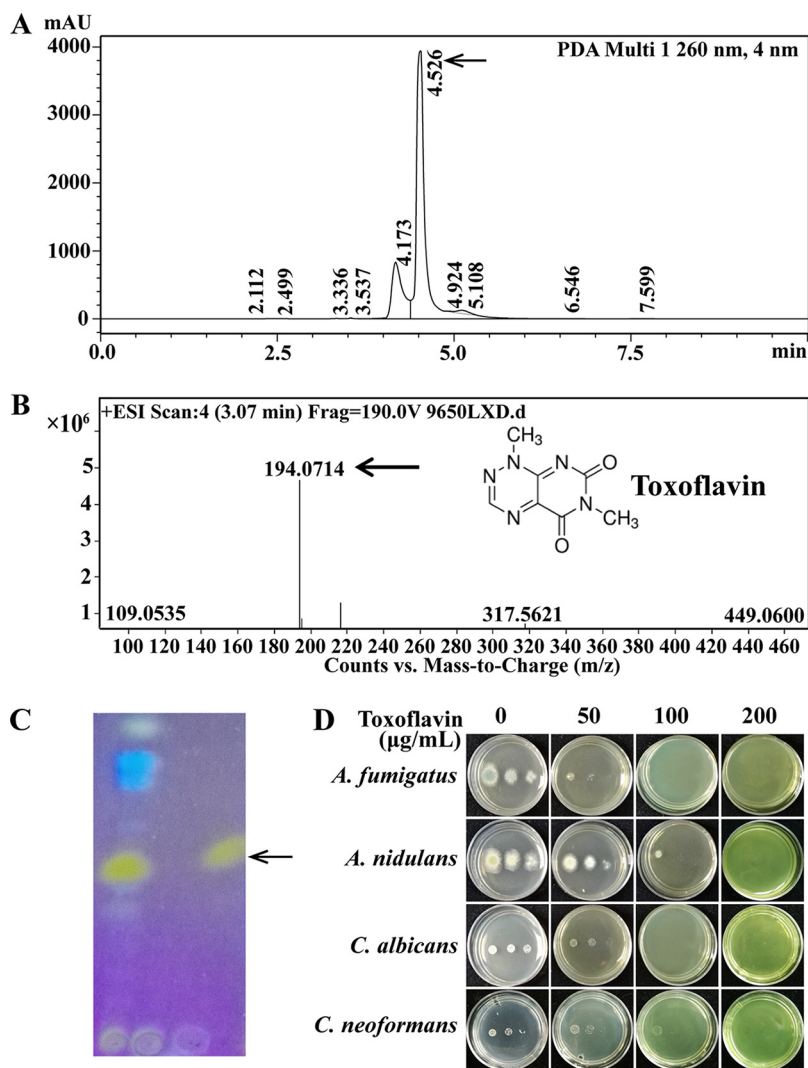 A
mAU
PDA Multi 1 260 nm, 4 nm
4000
3000
2000
1000
0
2.112
2.499
3.336
3.537
4.173
4.526
4.924
5.108
6.546
7.599
0.0 2.5 5.0 7.5 min
B
+ESI Scan:4 (3.07 min) Frag=190.0V 9650LXD.d
×10⁶
5
4
3
2
1
194.0714
CH₃
N N O
N Toxoflavin
N N CH₃
O
109.0535 317.5621 449.0600
100 120 140 160 180 200 220 240 260 280 300 320 340 360 380 400 420 440 460
Counts vs. Mass-to-Charge (m/z)
C
D
Toxoflavin 0 50 100 200
(µg/mL)
A. fumigatus
A. nidulans
C. albicans
C. neoformans